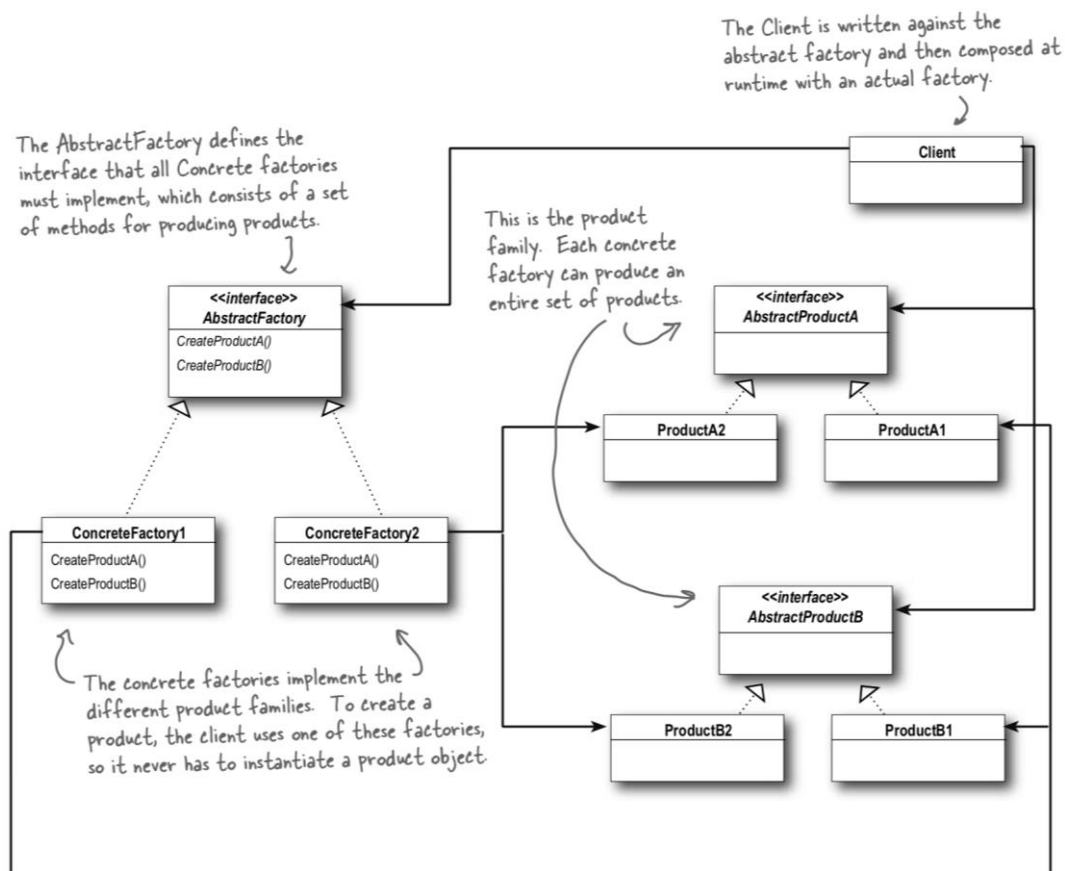 The Client is written against the
abstract factory and then composed at
runtime with an actual factory.
Client
The AbstractFactory defines the
interface that all Concrete factories
must implement, which consists of a set
of methods for producing products.
This is the product
family. Each concrete
factory can produce an
entire set of products.
<<interface>>
AbstractFactory
CreateProductA()
CreateProductB()
<<interface>>
AbstractProductA
ProductA2
ProductA1
ConcreteFactory1
CreateProductA()
CreateProductB()
ConcreteFactory2
CreateProductA()
CreateProductB()
<<interface>>
AbstractProductB
ProductB2
ProductB1
The concrete factories implement the
different product families. To create a
product, the client uses one of these factories,
so it never has to instantiate a product object.